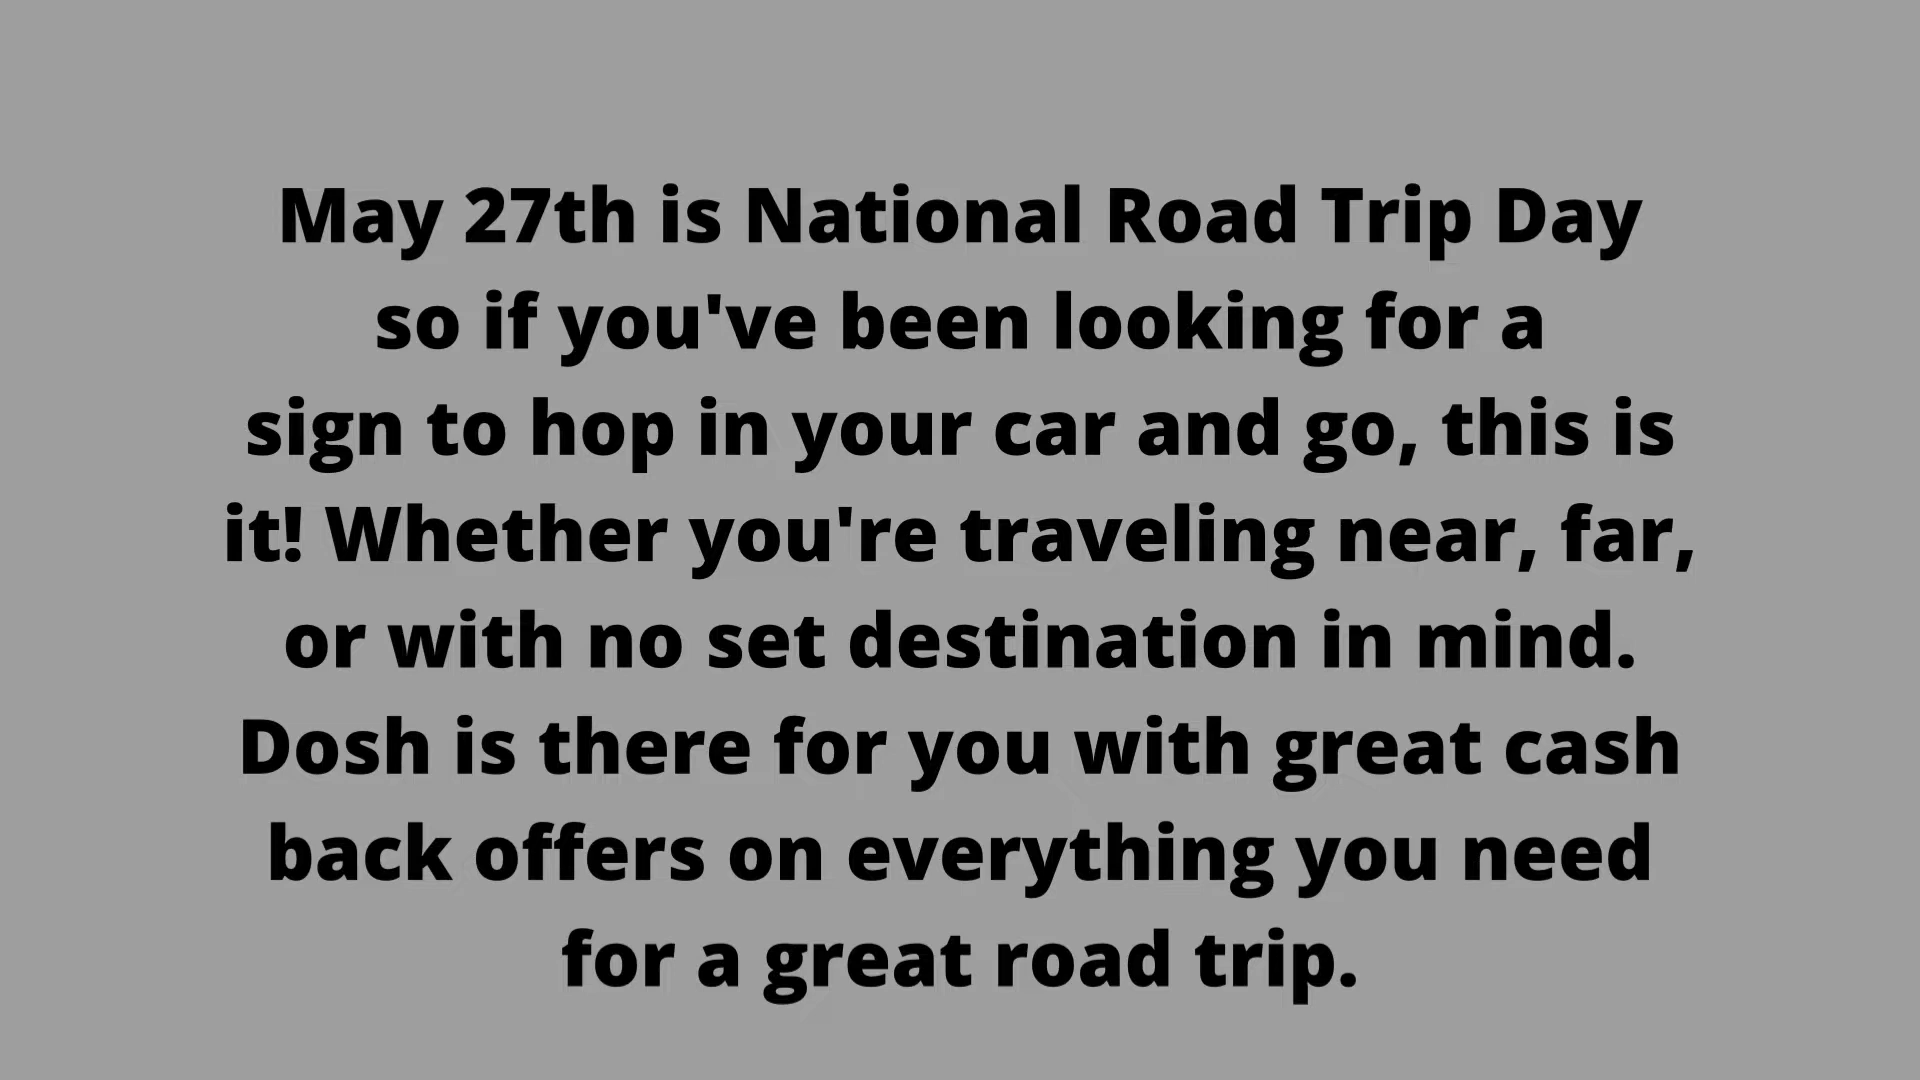 May 27th is National Road Trip Day
so if you've been looking for a
sign to hop in your car and go, this is
it! Whether you're traveling near, far,
or with no set destination in mind.
Dosh is there for you with great cash
back offers on everything you need
for a great road trip.